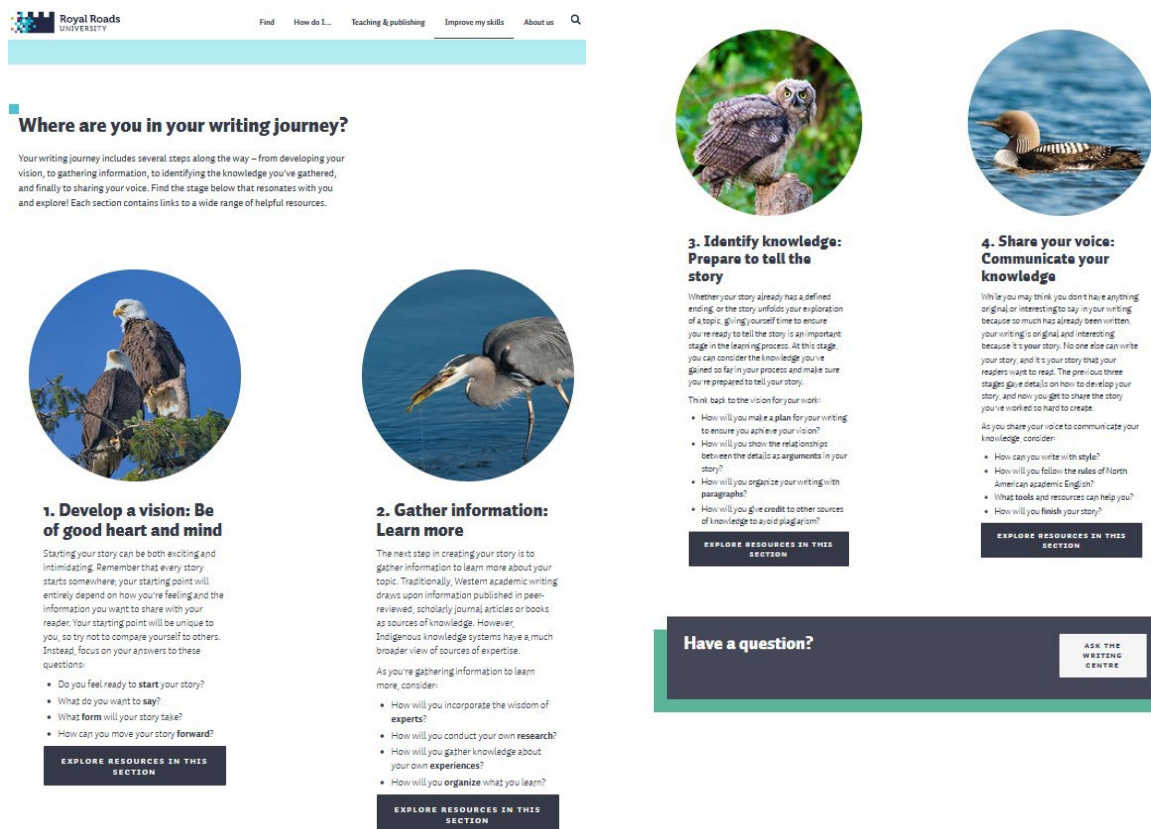 Royal Roads
UNIVERSITY
Find
How do I...
Teaching & publishing
Improve my skills
About us
Where are you in your writing journey?
Your writing journey includes several steps along the way – from developing your
vision, to gathering information, to identifying the knowledge you've gathered,
and finally to sharing your voice. Find the stage below that resonates with you
and explore! Each section contains links to a wide range of helpful resources.
1. Develop a vision: Be
of good heart and mind
Starting your story can be both exciting and
intimidating. Remember that every story
starts somewhere; your starting point will
entirely depend on how you're feeling and the
information you want to share with your
reader. Your starting point will be unique to
you, so try not to compare yourself to others.
Instead, focus on your answers to these
questions:
• Do you feel ready to start your story?
• What do you want to say?
• What form will your story take?
• How can you move your story forward?
EXPLORE RESOURCES IN THIS
SECTION
2. Gather information:
Learn more
The next step in creating your story is to
gather information to learn more about your
topic. Traditionally, Western academic writing
draws upon information published in peer-
reviewed, scholarly journal articles or books
as sources of knowledge. However,
Indigenous knowledge systems have a much
broader view of sources of expertise.
As you're gathering information to learn
more, consider:
• How will you incorporate the wisdom of
experts?
• How will you conduct your own research?
• How will you gather knowledge about
your own experiences?
• How will you organize what you learn?
EXPLORE RESOURCES IN THIS
SECTION
3. Identify knowledge:
Prepare to tell the
story
Whether your story already has a defined
ending, or the story unfolds your exploration
of a topic, giving yourself time to ensure
you're ready to tell the story is an important
stage in the learning process. At this stage,
you can consider the knowledge you've
gained so far in your process and make sure
you're prepared to tell your story.
Think back to the vision for your work:
• How will you make a plan for your writing
to ensure you achieve your vision?
• How will you show the relationships
between the details as arguments in your
story?
• How will you organize your writing with
paragraphs?
• How will you give credit to other sources
of knowledge to avoid plagiarism?
EXPLORE RESOURCES IN THIS
SECTION
4. Share your voice:
Communicate your
knowledge
While you may think you don't have anything
original or interesting to say in your writing
because so much has already been written,
your writing is original and interesting
because it's your story. No one else can write
your story, and it's your story that your
readers want to read. The previous three
stages gave details on how to develop your
story, and now you get to share the story
you've worked so hard to create.
As you share your voice to communicate your
knowledge, consider:
• How can you write with style?
• How will you follow the rules of North
American academic English?
• What tools and resources can help you?
• How will you finish your story?
EXPLORE RESOURCES IN THIS
SECTION
Have a question?
ASK THE
WRITING
CENTRE